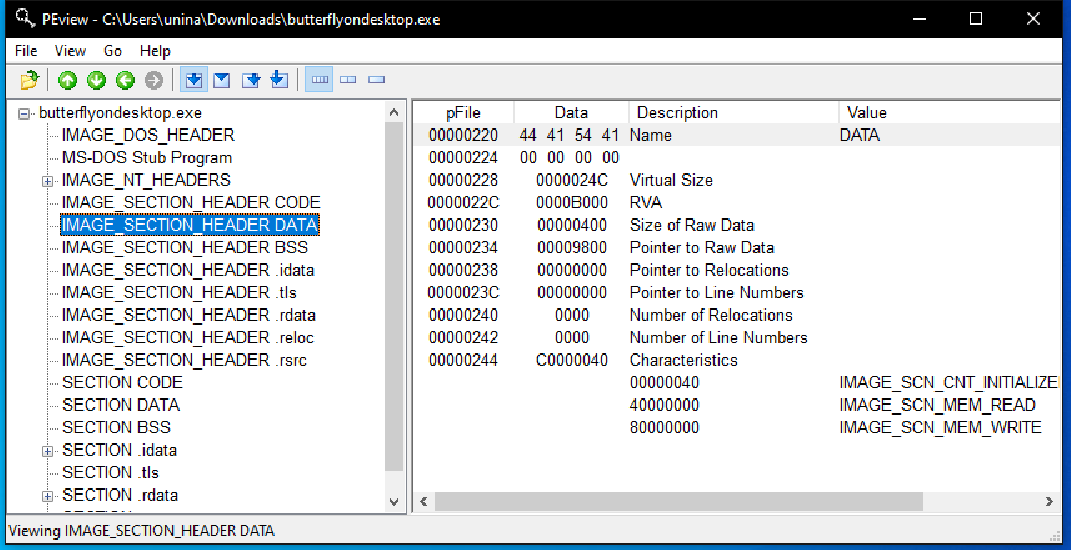 PEview - C:\Users\unina\Downloads\butterflyondesktop.exe
File View Go Help
butterflyondesktop.exe
IMAGE_DOS_HEADER
MS-DOS Stub Program
IMAGE_NT_HEADERS
IMAGE_SECTION_HEADER CODE
IMAGE_SECTION_HEADER DATA
IMAGE_SECTION_HEADER BSS
IMAGE_SECTION_HEADER .idata
IMAGE_SECTION_HEADER .tls
IMAGE_SECTION_HEADER .rdata
IMAGE_SECTION_HEADER .reloc
IMAGE_SECTION_HEADER .rsrc
SECTION CODE
SECTION DATA
SECTION BSS
SECTION .idata
SECTION .tls
SECTION .rdata
pFile Data Description Value
00000220 44 41 54 41 Name DATA
00000224 00 00 00 00
00000228 0000024C Virtual Size
0000022C 0000B000 RVA
00000230 00000400 Size of Raw Data
00000234 00009800 Pointer to Raw Data
00000238 00000000 Pointer to Relocations
0000023C 00000000 Pointer to Line Numbers
00000240 0000 Number of Relocations
00000242 0000 Number of Line Numbers
00000244 C0000040 Characteristics
00000040 IMAGE_SCN_CNT_INITIALIZE
40000000 IMAGE_SCN_MEM_READ
80000000 IMAGE_SCN_MEM_WRITE
Viewing IMAGE_SECTION_HEADER DATA